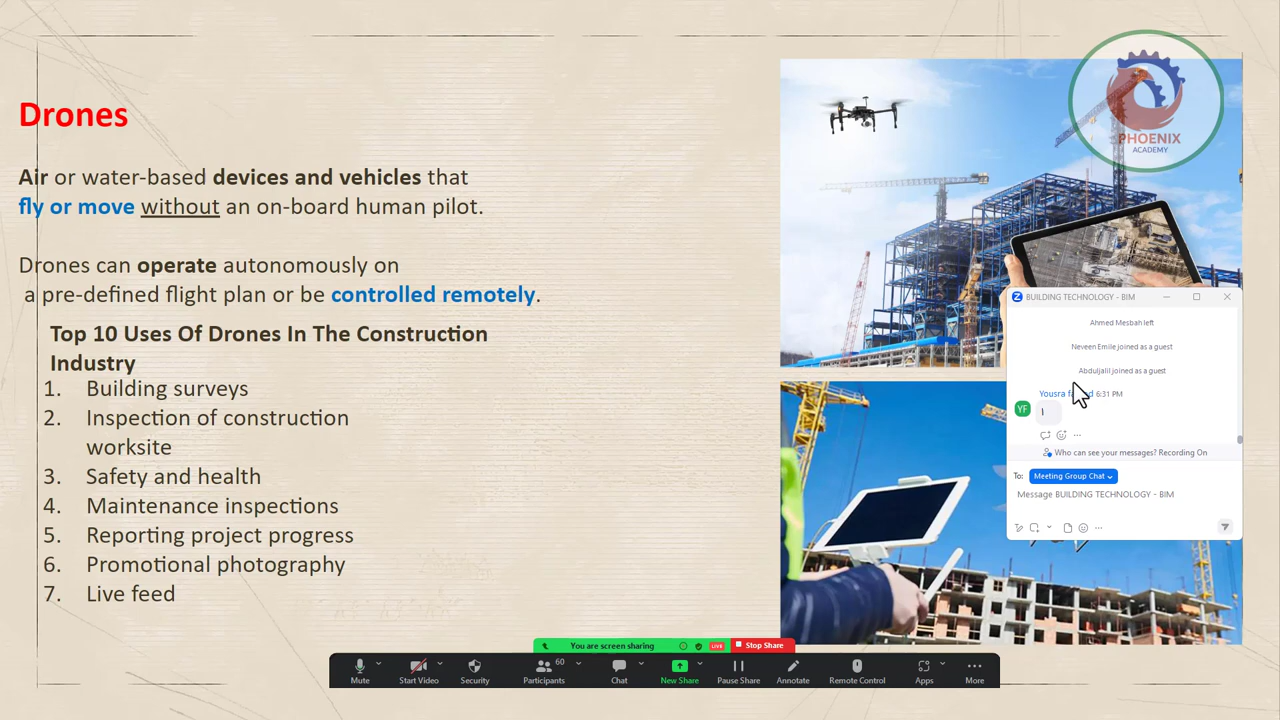 Drones
Air or water-based devices and vehicles that
fly or move without an on-board human pilot.
Drones can operate autonomously on
a pre-defined flight plan or be controlled remotely.
Top 10 Uses Of Drones In The Construction
Industry
1. Building surveys
2. Inspection of construction
worksite
3. Safety and health
4. Maintenance inspections
5. Reporting project progress
6. Promotional photography
7. Live feed
PHOENIX
ACADEMY
BUILDING TECHNOLOGY - BIM
Ahmed Mesbah left
Neveen Emile joined as a guest
Abduljalil joined as a guest
Yousra 6:31 PM
YF
١
Who can see your messages? Recording On
To: Meeting Group Chat
Message BUILDING TECHNOLOGY - BIM
You are screen sharing LIVE Stop Share
60
Mute Start Video Security Participants Chat New Share Pause Share Annotate Remote Control Apps More